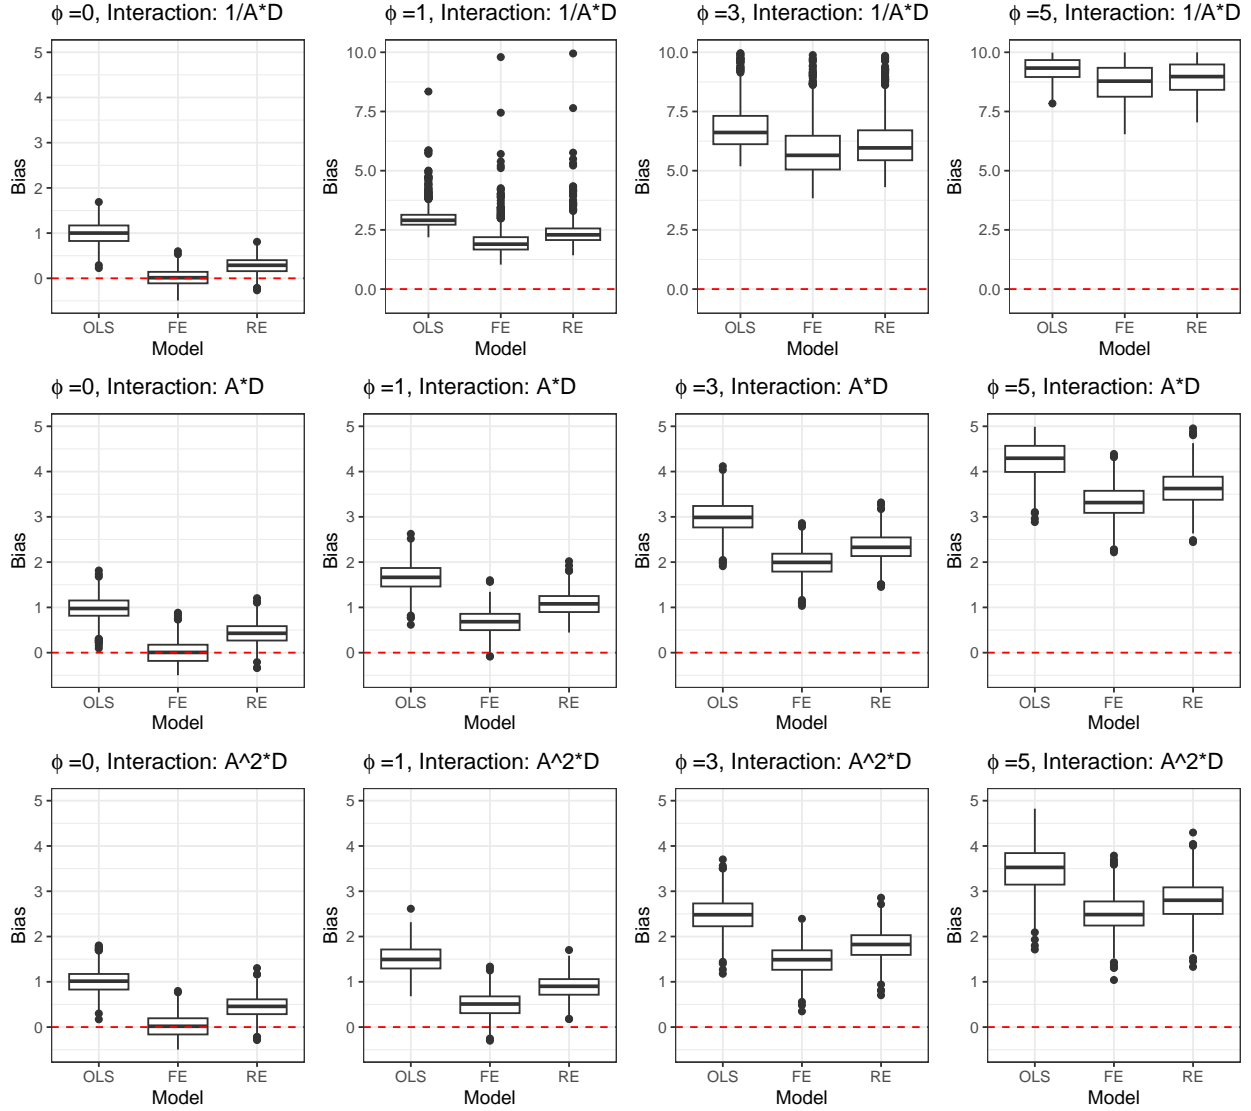 ϕ =0, Interaction: 1/A*D
ϕ =1, Interaction: 1/A*D
ϕ =3, Interaction: 1/A*D
ϕ =5, Interaction: 1/A*D
5
4
3
2
1
0
Bias
OLS FE RE
Model
10.0
7.5
5.0
2.5
0.0
Bias
OLS FE RE
Model
10.0
7.5
5.0
2.5
0.0
Bias
OLS FE RE
Model
10.0
7.5
5.0
2.5
0.0
Bias
OLS FE RE
Model
ϕ =0, Interaction: A*D
ϕ =1, Interaction: A*D
ϕ =3, Interaction: A*D
ϕ =5, Interaction: A*D
5
4
3
2
1
0
Bias
OLS FE RE
Model
5
4
3
2
1
0
Bias
OLS FE RE
Model
5
4
3
2
1
0
Bias
OLS FE RE
Model
5
4
3
2
1
0
Bias
OLS FE RE
Model
ϕ =0, Interaction: A^2*D
ϕ =1, Interaction: A^2*D
ϕ =3, Interaction: A^2*D
ϕ =5, Interaction: A^2*D
5
4
3
2
1
0
Bias
OLS FE RE
Model
5
4
3
2
1
0
Bias
OLS FE RE
Model
5
4
3
2
1
0
Bias
OLS FE RE
Model
5
4
3
2
1
0
Bias
OLS FE RE
Model